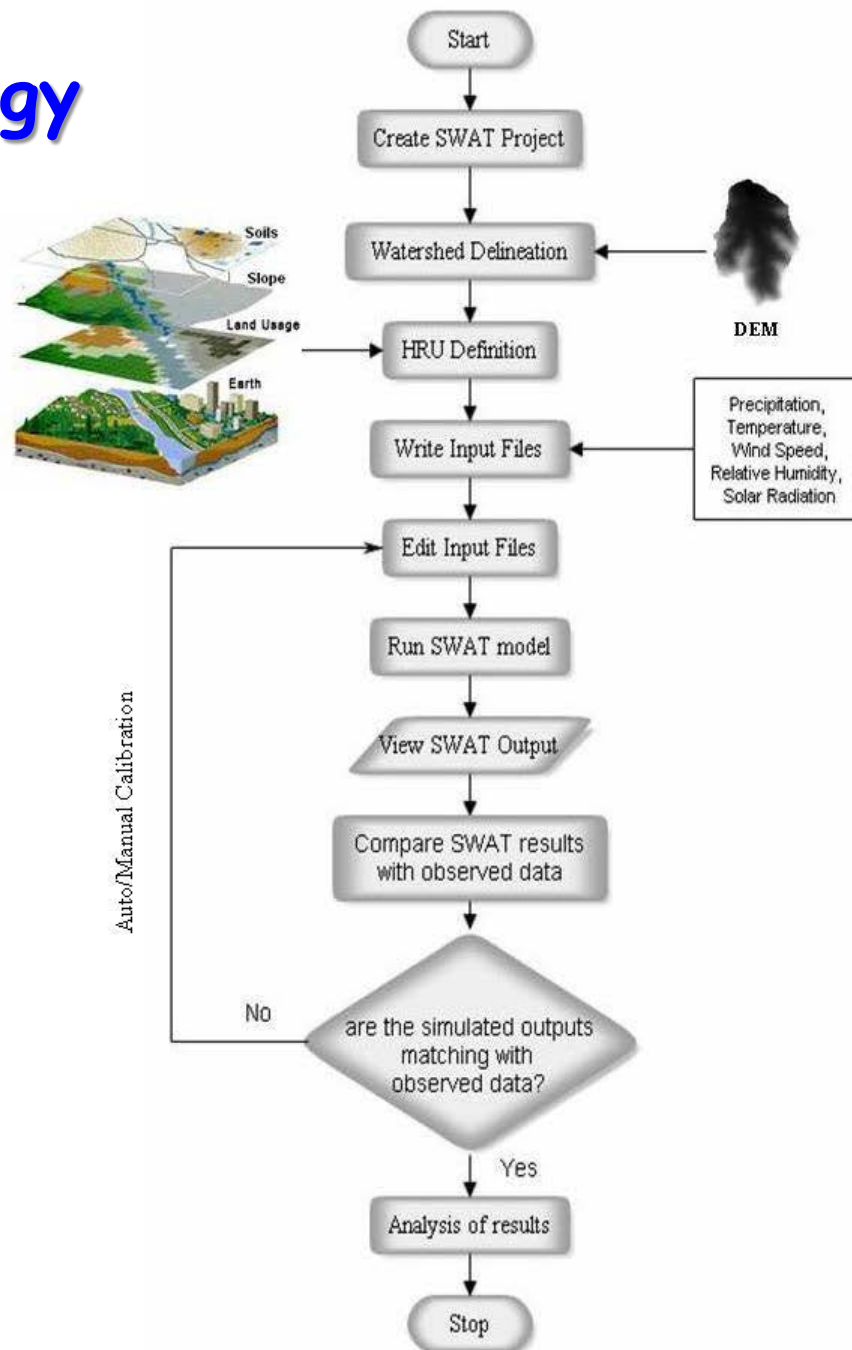 gy
Start
Create SWAT Project
Watershed Delineation
DEM
Soils
Slope
Land Usage
Earth
HRU Definition
Write Input Files
Precipitation,
Temperature,
Wind Speed,
Relative Humidity,
Solar Radiation
Edit Input Files
Run SWAT model
View SWAT Output
Auto/Manual Calibration
Compare SWAT results
with observed data
are the simulated outputs
matching with
observed data?
No
Yes
Analysis of results
Stop